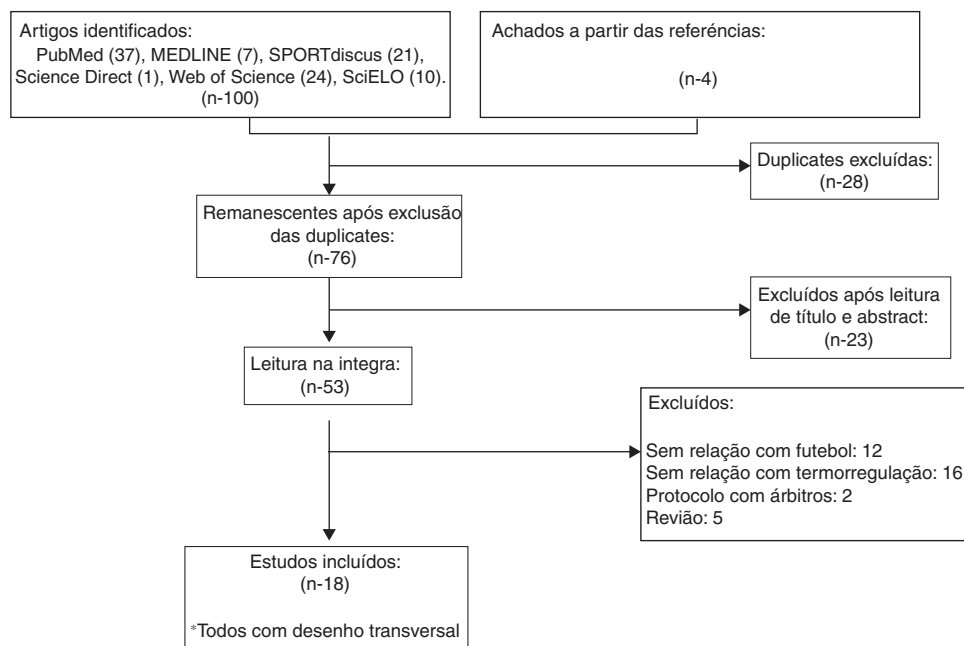 Artigos identificados:
PubMed (37), MEDLINE (7), SPORTdiscus (21),
Science Direct (1), Web of Science (24), SciELO (10).
(n-100)
Achados a partir das referéncias:
(n-4)
Duplicates excluídas:
(n-28)
Remanescentes após exclusão
das duplicates:
(n-76)
Excluídos após leitura
de título e abstract:
(n-23)
Leitura na integra:
(n-53)
Excluídos:
Sem relação com futebol: 12
Sem relação com termorregulação: 16
Protocolo com árbitros: 2
Revião: 5
Estudos incluídos:
(n-18)
*Todos com desenho transversal